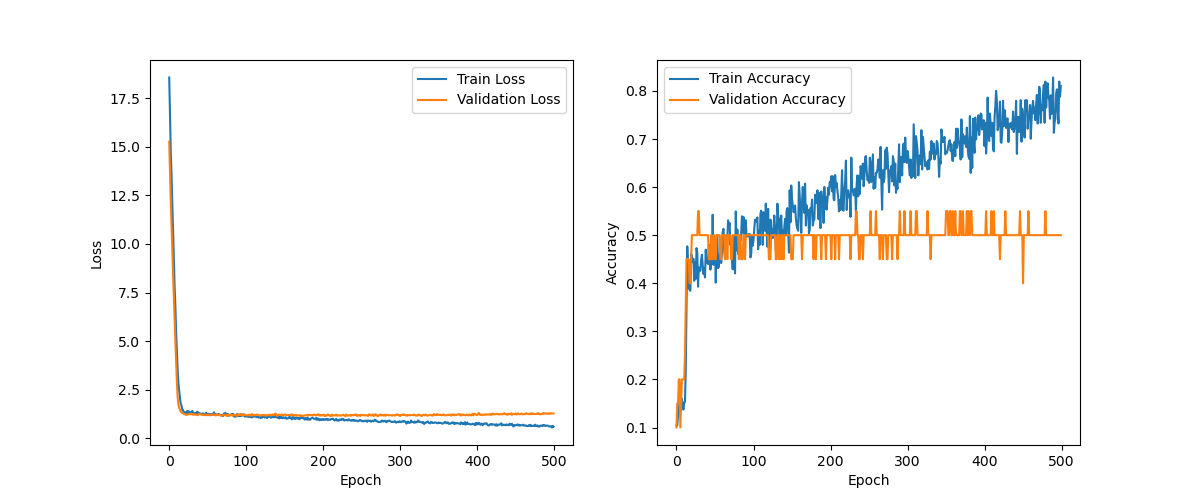 Train Loss
Validation Loss
17.5
15.0
12.5
10.0
7.5
5.0
2.5
0.0
0 100 200 300 400 500
Epoch
Loss
Train Accuracy
Validation Accuracy
0.8
0.7
0.6
0.5
0.4
0.3
0.2
0.1
0 100 200 300 400 500
Epoch
Accuracy